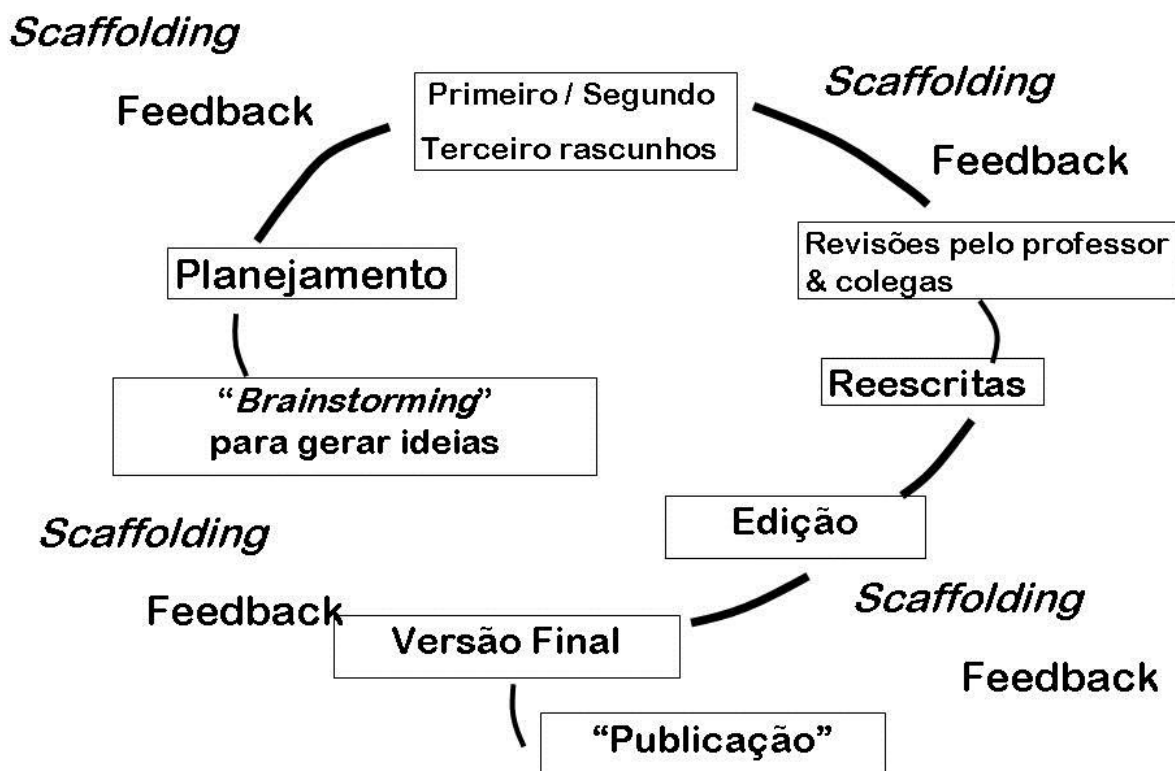 Scaffolding
Feedback
Primeiro / Segundo
Terceiro rascunhos
Scaffolding
Feedback
Planejamento
Revisões pelo professor
& colegas
“Brainstorming”
para gerar ideias
Reescritas
Edição
Scaffolding
Feedback
Scaffolding
Feedback
Versão Final
“Publicação”